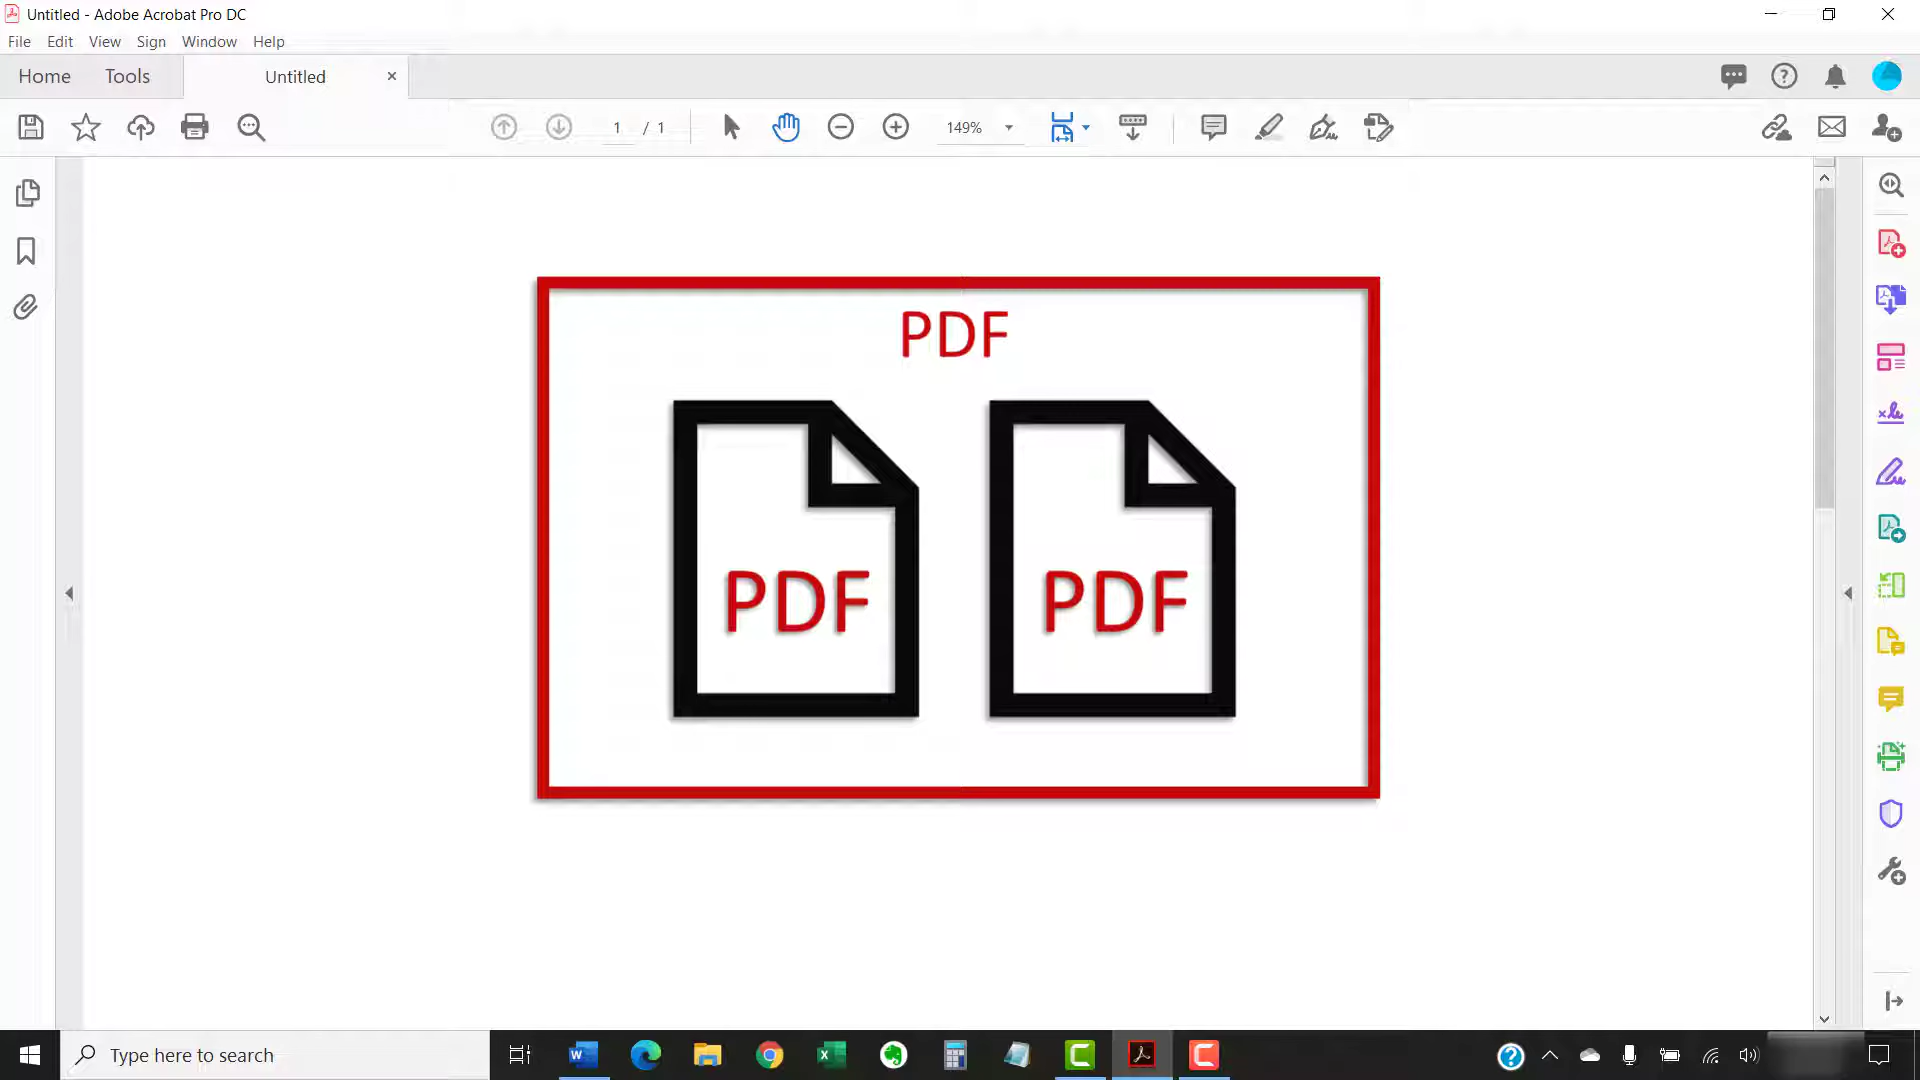 Untitled - Adobe Acrobat Pro DC
File Edit View Sign Window Help
Home Tools Untitled
1 / 1 149%
PDF
PDF PDF
Type here to search